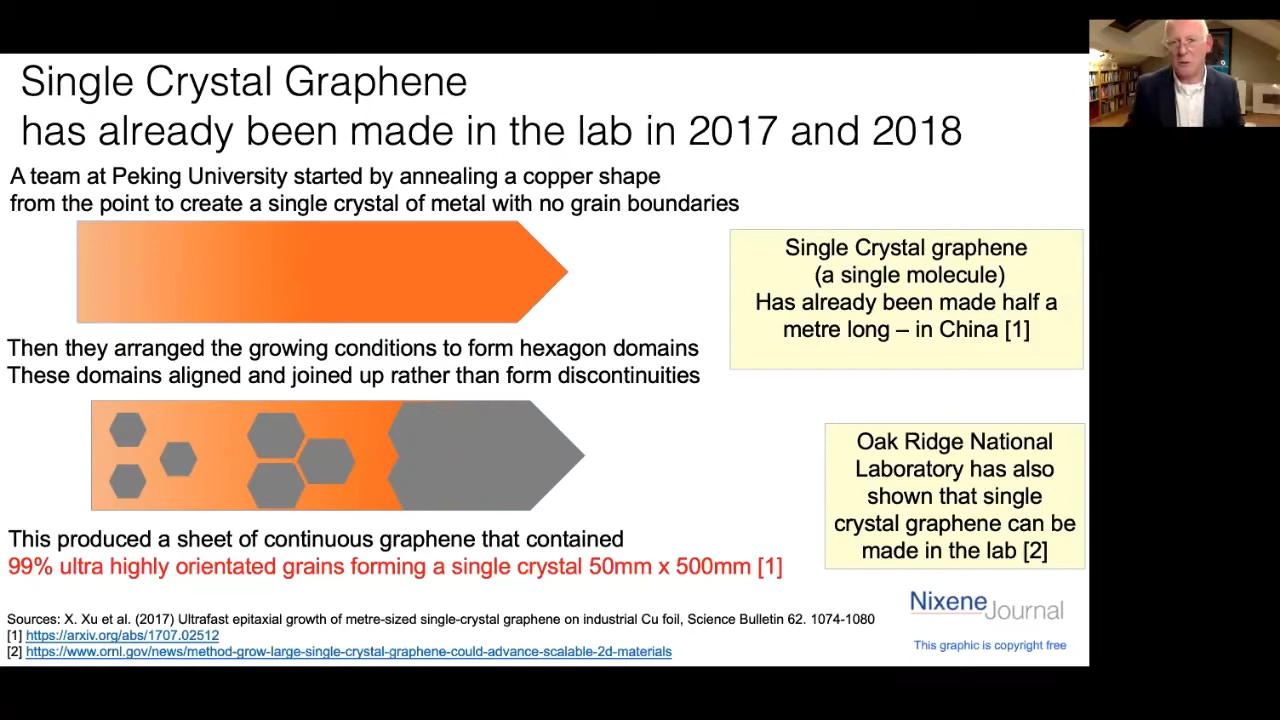 Single Crystal Graphene
has already been made in the lab in 2017 and 2018
A team at Peking University started by annealing a copper shape
from the point to create a single crystal of metal with no grain boundaries
Single Crystal graphene
(a single molecule)
Has already been made half a
metre long – in China [1]
Then they arranged the growing conditions to form hexagon domains
These domains aligned and joined up rather than form discontinuities
Oak Ridge National
Laboratory has also
shown that single
crystal graphene can be
made in the lab [2]
This produced a sheet of continuous graphene that contained
99% ultra highly orientated grains forming a single crystal 50mm x 500mm [1]
Sources: X. Xu et al. (2017) Ultrafast epitaxial growth of metre-sized single-crystal graphene on industrial Cu foil, Science Bulletin 62. 1074-1080
[1] https://arxiv.org/abs/1707.02512
[2] https://www.ornl.gov/news/method-grow-large-single-crystal-graphene-could-advance-scalable-2d-materials
Nixene Journal
This graphic is copyright free